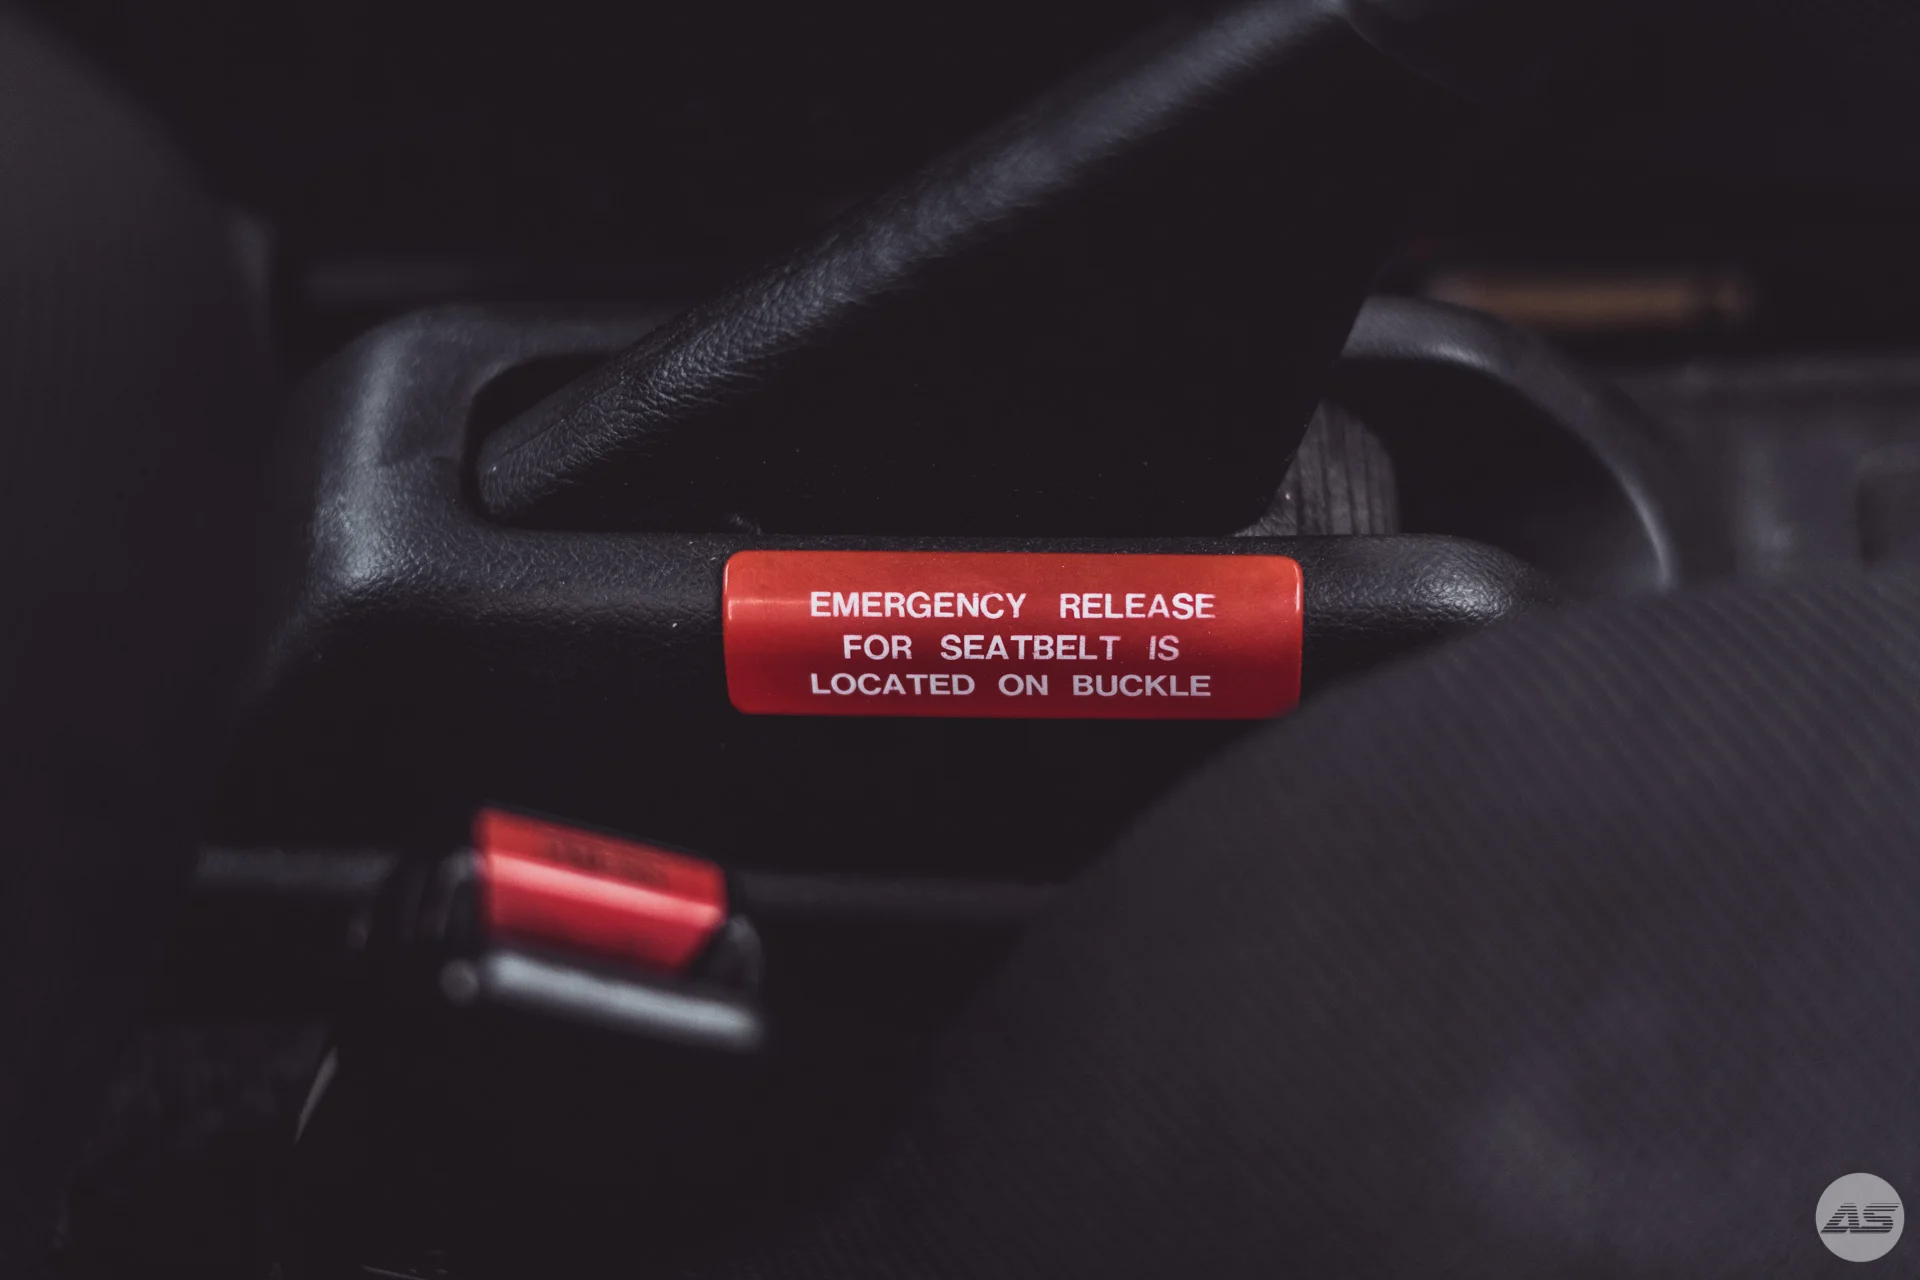 EMERGENCY RELEASE
FOR SEATBELT IS
LOCATED ON BUCKLE
AS